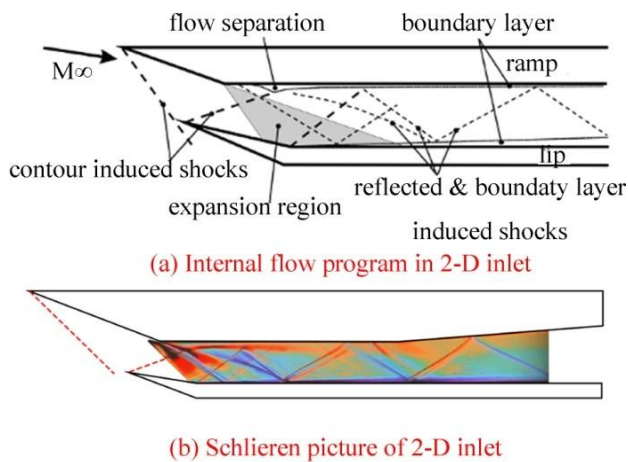 flow separation
boundary layer
M∞
ramp
lip
contour induced shocks
reflected & boundaty layer
expansion region
induced shocks
(a) Internal flow program in 2-D inlet
(b) Schlieren picture of 2-D inlet